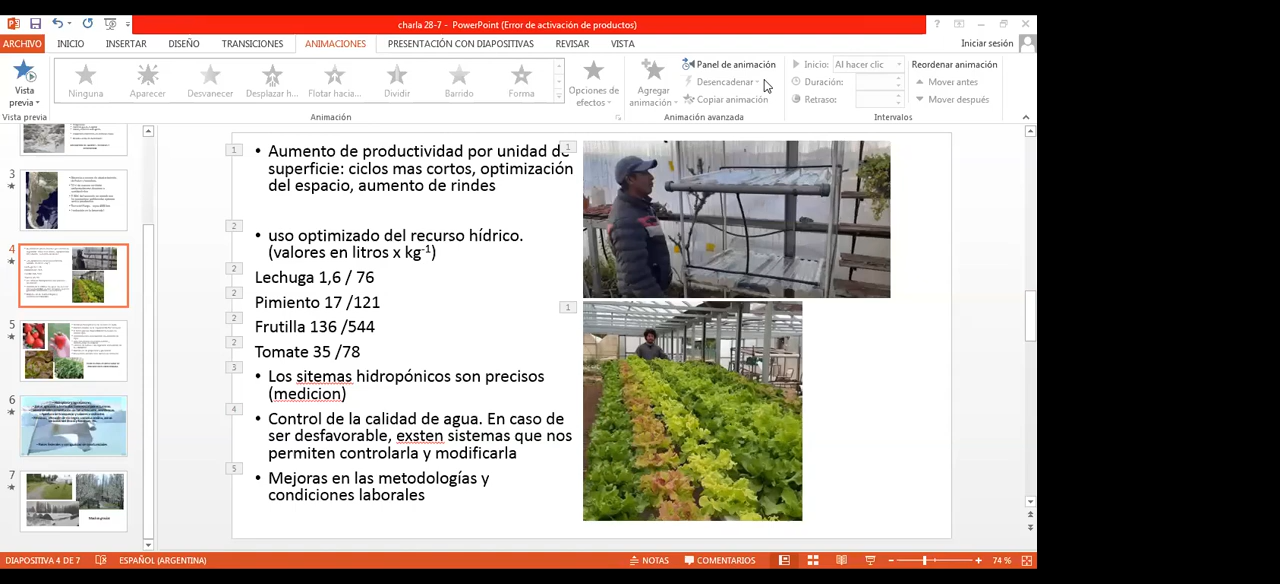 charla 28-7 - PowerPoint (Error de activación de productos)
ARCHIVO INICIO INSERTAR DISEÑO TRANSICIONES ANIMACIONES PRESENTACIÓN CON DIAPOSITIVAS REVISAR VISTA Iniciar sesión
Vista previa
Ninguna Aparecer Desvanecer Desplazar h... Flotar hacia... Dividir Barrido Forma
Opciones de efectos
Agregar animación
Panel de animación
Desencadenar
Copiar animación
Inicio: Al hacer clic
Duración:
Retraso:
Reordenar animación
Mover antes
Mover después
Vista previa Animación Animación avanzada Intervalos
3
4
5
6
7
1
• Aumento de productividad por unidad de
superficie: ciclos mas cortos, optimización
del espacio, aumento de rindes
1
2
• uso optimizado del recurso hídrico.
(valores en litros x kg-1)
2
Lechuga 1,6 / 76
2
Pimiento 17 /121
1
2
Frutilla 136 /544
2
Tomate 35 /78
3
• Los sitemas hidropónicos son precisos
(medicion)
4
• Control de la calidad de agua. En caso de
ser desfavorable, exsten sistemas que nos
permiten controlarla y modificarla
5
• Mejoras en las metodologías y
condiciones laborales
DIAPOSITIVA 4 DE 7 ESPAÑOL (ARGENTINA) NOTAS COMENTARIOS 74 %